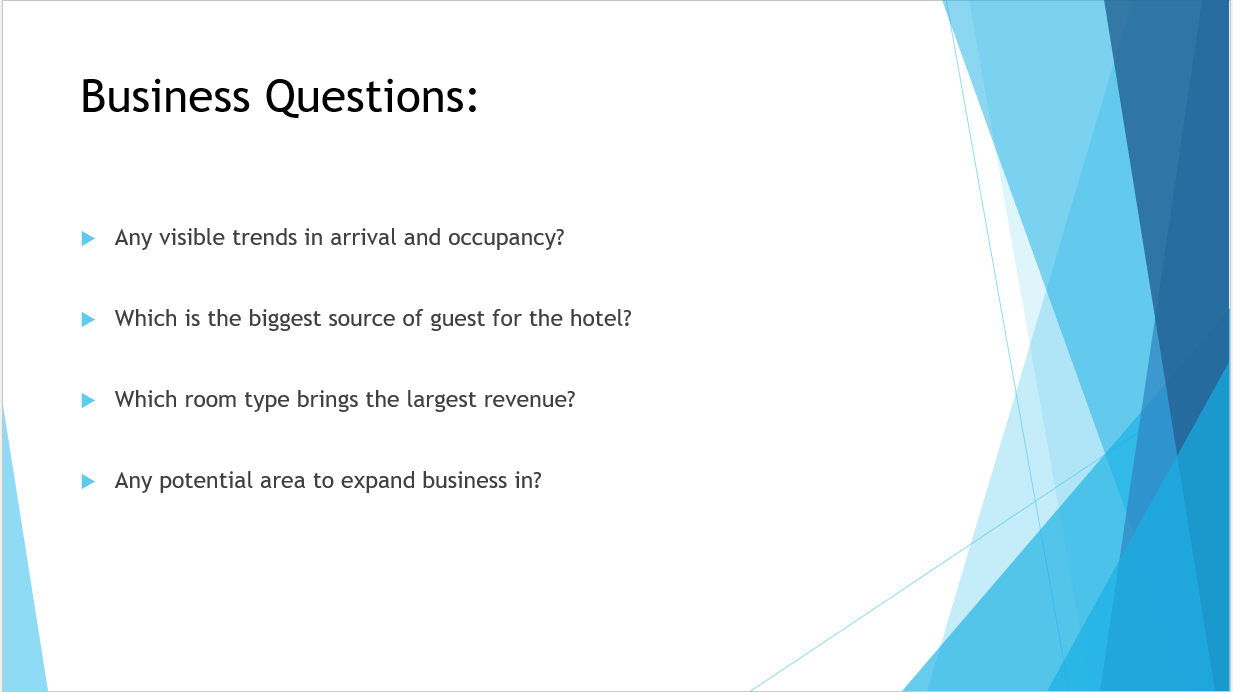 Business Questions:
Any visible trends in arrival and occupancy?
Which is the biggest source of guest for the hotel?
Which room type brings the largest revenue?
Any potential area to expand business in?